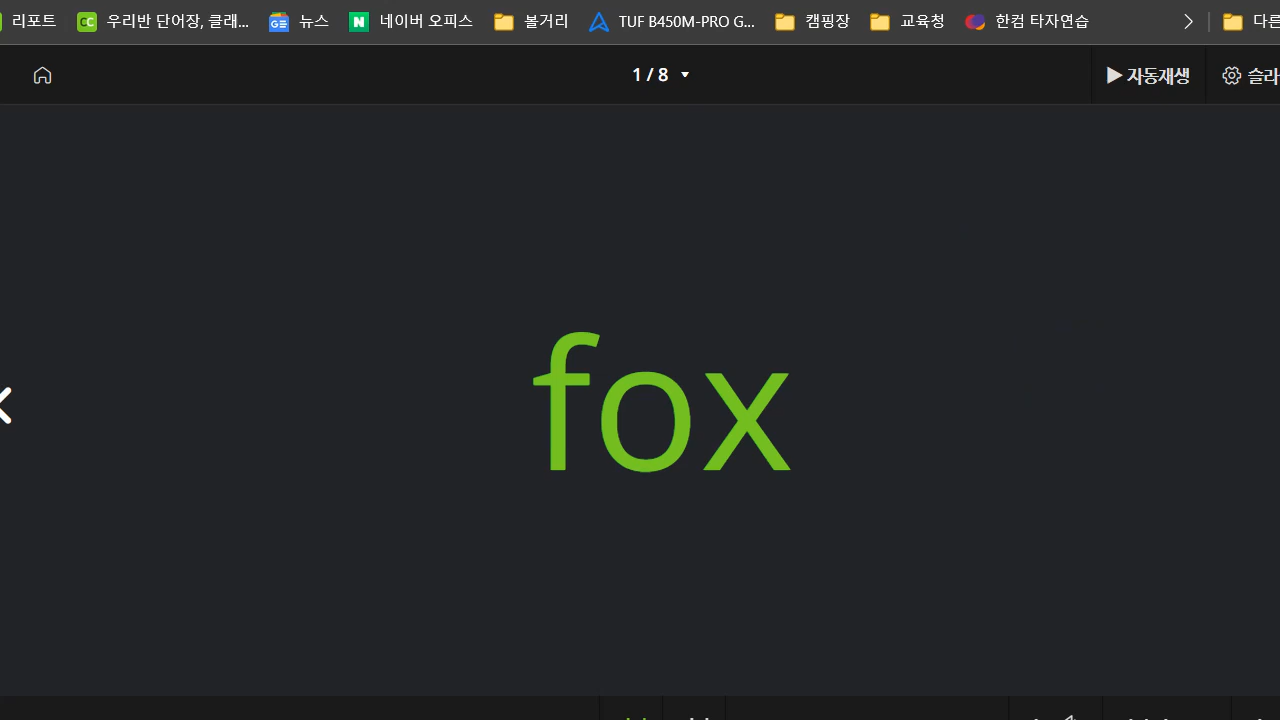 리포트 우리반 단어장, 클래... 뉴스 네이버 오피스 볼거리 TUF B450M-PRO G... 캠핑장 교육청 한컴 타자연습
1 / 8 자동재생
fox